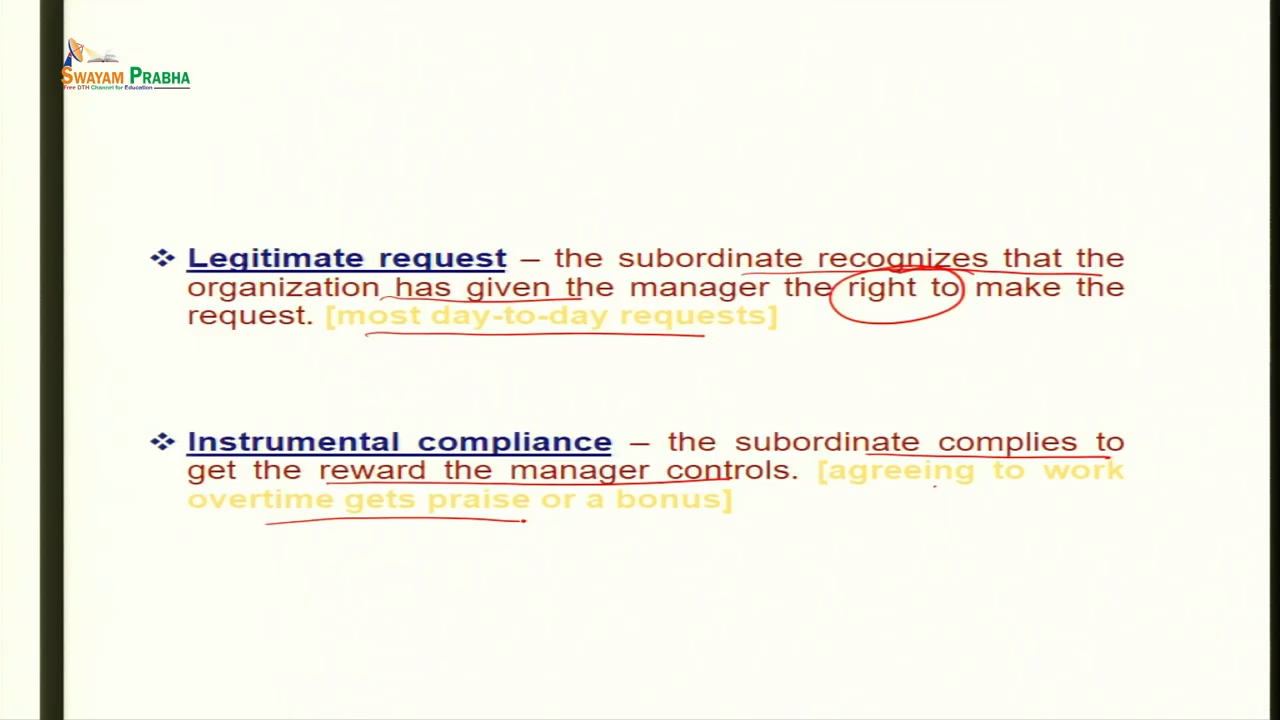 SWAYAM PRABHA
Free DTH Channel for Education
❖ Legitimate request – the subordinate recognizes that the
organization has given the manager the right to make the
request. [most day-to-day requests]
❖ Instrumental compliance – the subordinate complies to
get the reward the manager controls. [agreeing to work
overtime gets praise or a bonus]